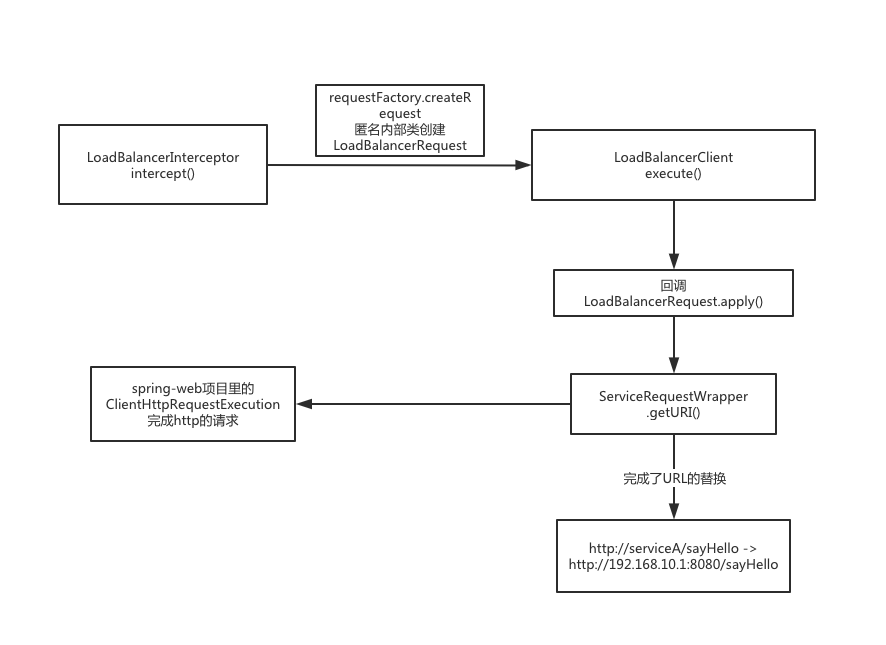 requestFactory.createR
equest
匿名内部类创建
LoadBalancerRequest
LoadBalancerInterceptor
intercept()
LoadBalancerClient
execute()
回调
LoadBalancerRequest.apply()
spring-web项目里的
ClientHttpRequestExecution
完成http的请求
ServiceRequestWrapper
.getURI()
完成了URL的替换
http://serviceA/sayHello ->
http://192.168.10.1:8080/sayHello